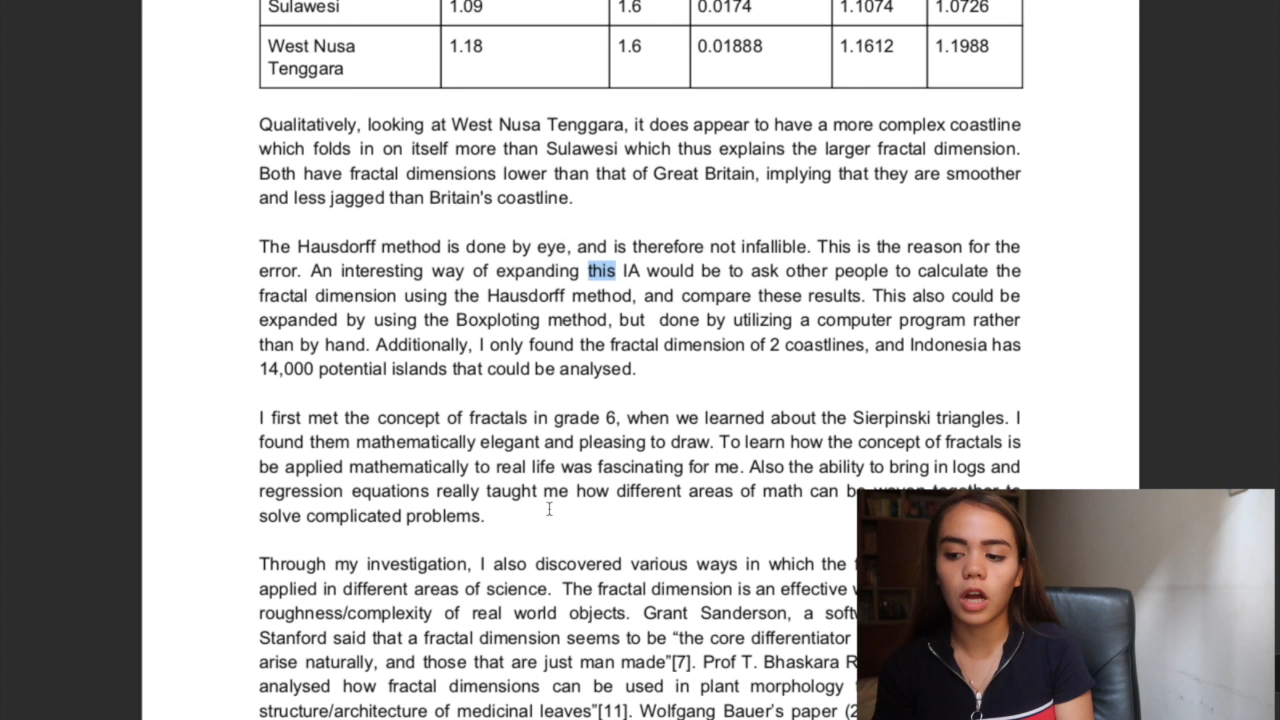 Sulawesi 1.09 1.6 0.0174 1.1074 1.0726
West Nusa 1.18 1.6 0.01888 1.1612 1.1988
Tenggara
Qualitatively, looking at West Nusa Tenggara, it does appear to have a more complex coastline
which folds in on itself more than Sulawesi which thus explains the larger fractal dimension.
Both have fractal dimensions lower than that of Great Britain, implying that they are smoother
and less jagged than Britain's coastline.
The Hausdorff method is done by eye, and is therefore not infallible. This is the reason for the
error. An interesting way of expanding this IA would be to ask other people to calculate the
fractal dimension using the Hausdorff method, and compare these results. This also could be
expanded by using the Boxploting method, but done by utilizing a computer program rather
than by hand. Additionally, I only found the fractal dimension of 2 coastlines, and Indonesia has
14,000 potential islands that could be analysed.
I first met the concept of fractals in grade 6, when we learned about the Sierpinski triangles. I
found them mathematically elegant and pleasing to draw. To learn how the concept of fractals is
be applied mathematically to real life was fascinating for me. Also the ability to bring in logs and
regression equations really taught me how different areas of math can be woven together to
solve complicated problems.
Through my investigation, I also discovered various ways in which the
applied in different areas of science. The fractal dimension is an effective
roughness/complexity of real world objects. Grant Sanderson, a
Stanford said that a fractal dimension seems to be “the core differentiator
arise naturally, and those that are just man made”[7]. Prof T. Bhaskara
analysed how fractal dimensions can be used in plant morphology
structure/architecture of medicinal leaves”[11]. Wolfgang Bauer's paper